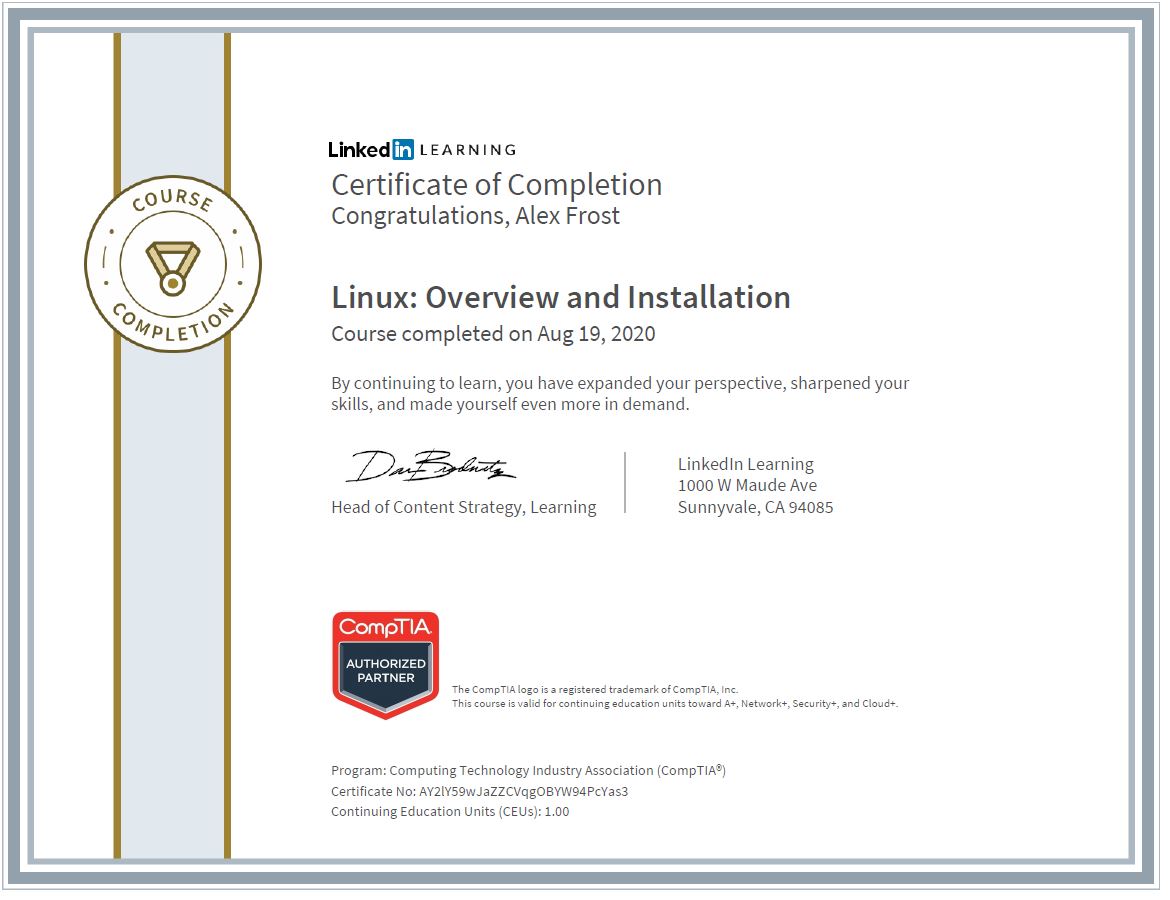 COURSE
COMPLETION
Linkedin LEARNING
Certificate of Completion
Congratulations, Alex Frost
Linux: Overview and Installation
Course completed on Aug 19, 2020
By continuing to learn, you have expanded your perspective, sharpened your
skills, and made yourself even more in demand.
Head of Content Strategy, Learning
LinkedIn Learning
1000 W Maude Ave
Sunnyvale, CA 94085
CompTIA.
AUTHORIZED
PARTNER
The CompTIA logo is a registered trademark of CompTIA, Inc.
This course is valid for continuing education units toward A+, Network+, Security+, and Cloud+.
Program: Computing Technology Industry Association (CompTIA®)
Certificate No: AY2lY59wJaZZCVqgOBYW94PcYas3
Continuing Education Units (CEUs): 1.00